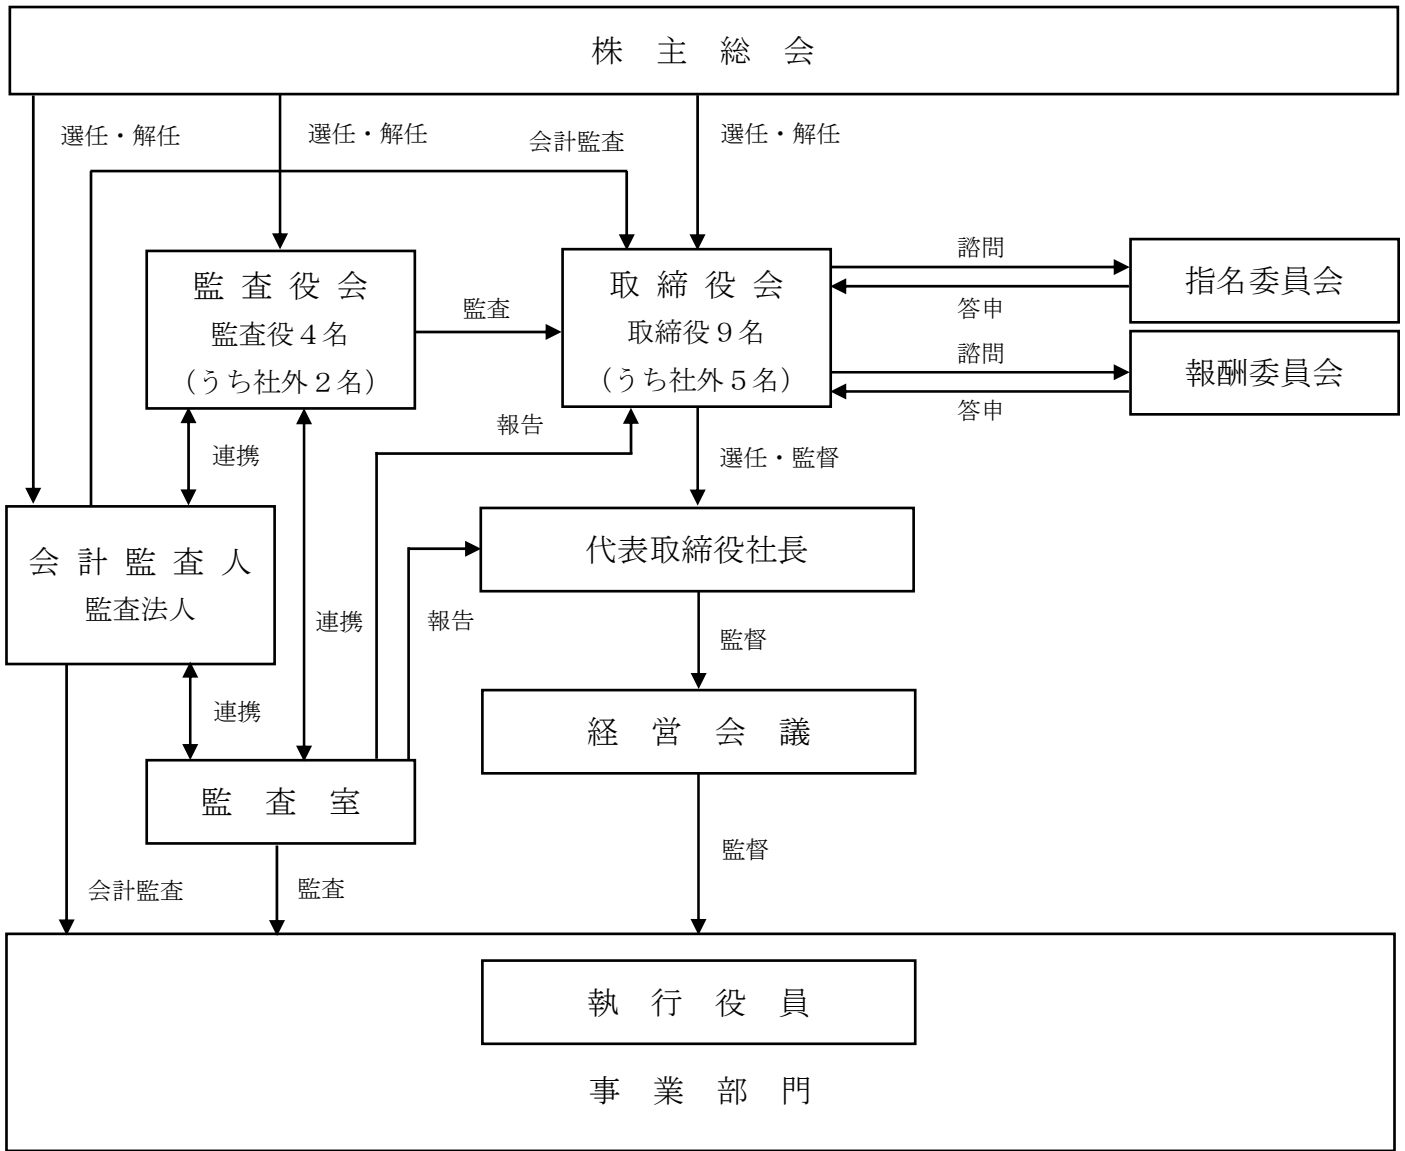 株主総会
選任・解任
選任・解任
会計監査
選任・解任
監査役会
監査役４名
（うち社外２名）
監査
取締役会
取締役９名
（うち社外５名）
諮問
答申
指名委員会
諮問
答申
報酬委員会
連携
報告
選任・監督
会計監査人
監査法人
連携
報告
代表取締役社長
監督
連携
経営会議
監査室
監督
会計監査
監査
執行役員
事業部門